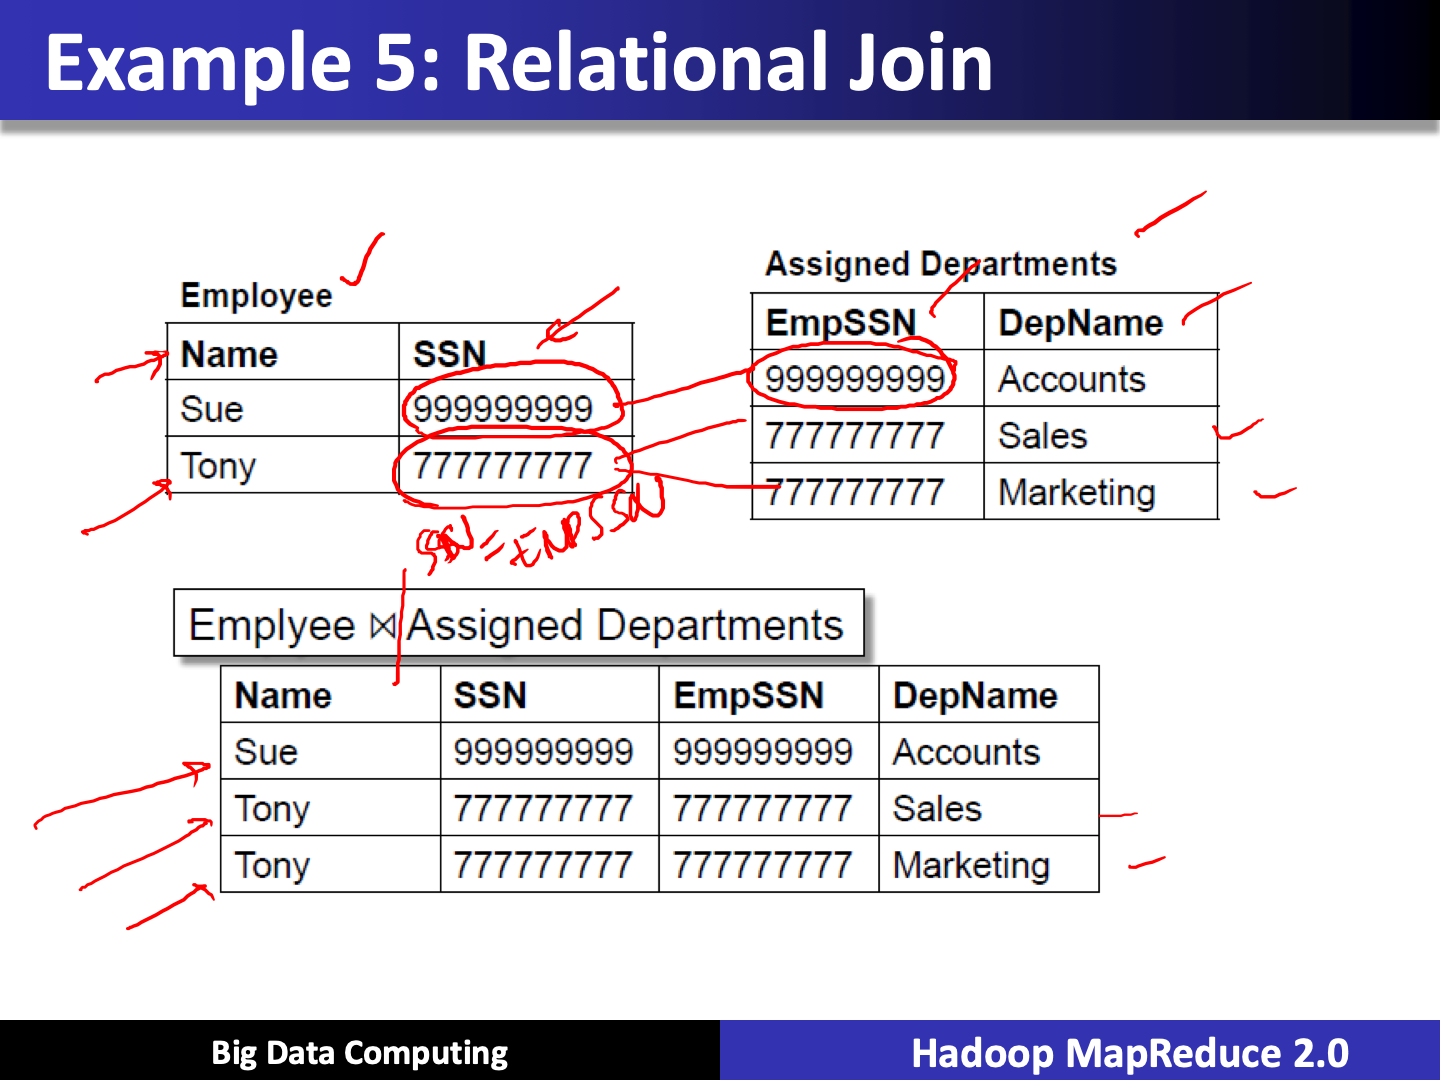 Example 5: Relational Join
Employee
Name SSN
Sue 999999999
Tony 777777777
Assigned Departments
EmpSSN DepName
999999999 Accounts
777777777 Sales
777777777 Marketing
SSN = EMPSSN
Emplyee ⋈ Assigned Departments
Name SSN EmpSSN DepName
Sue 999999999 999999999 Accounts
Tony 777777777 777777777 Sales
Tony 777777777 777777777 Marketing
Big Data Computing
Hadoop MapReduce 2.0